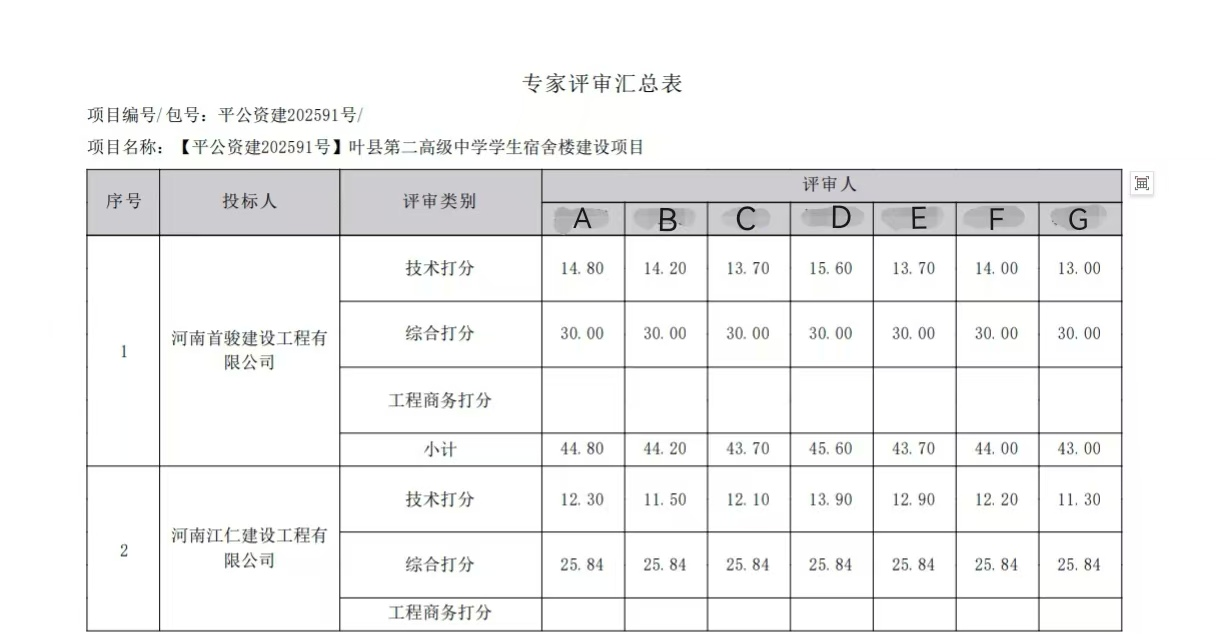 专家评审汇总表
项目编号/包号：平公资建202591号/
项目名称：【平公资建202591号】叶县第二高级中学学生宿舍楼建设项目
序号 投标人 评审类别 评审人
A B C D E F G
1 河南首骏建设工程有限公司 技术打分 14.80 14.20 13.70 15.60 13.70 14.00 13.00
综合打分 30.00 30.00 30.00 30.00 30.00 30.00 30.00
工程商务打分
小计 44.80 44.20 43.70 45.60 43.70 44.00 43.00
2 河南江仁建设工程有限公司 技术打分 12.30 11.50 12.10 13.90 12.90 12.20 11.30
综合打分 25.84 25.84 25.84 25.84 25.84 25.84 25.84
工程商务打分